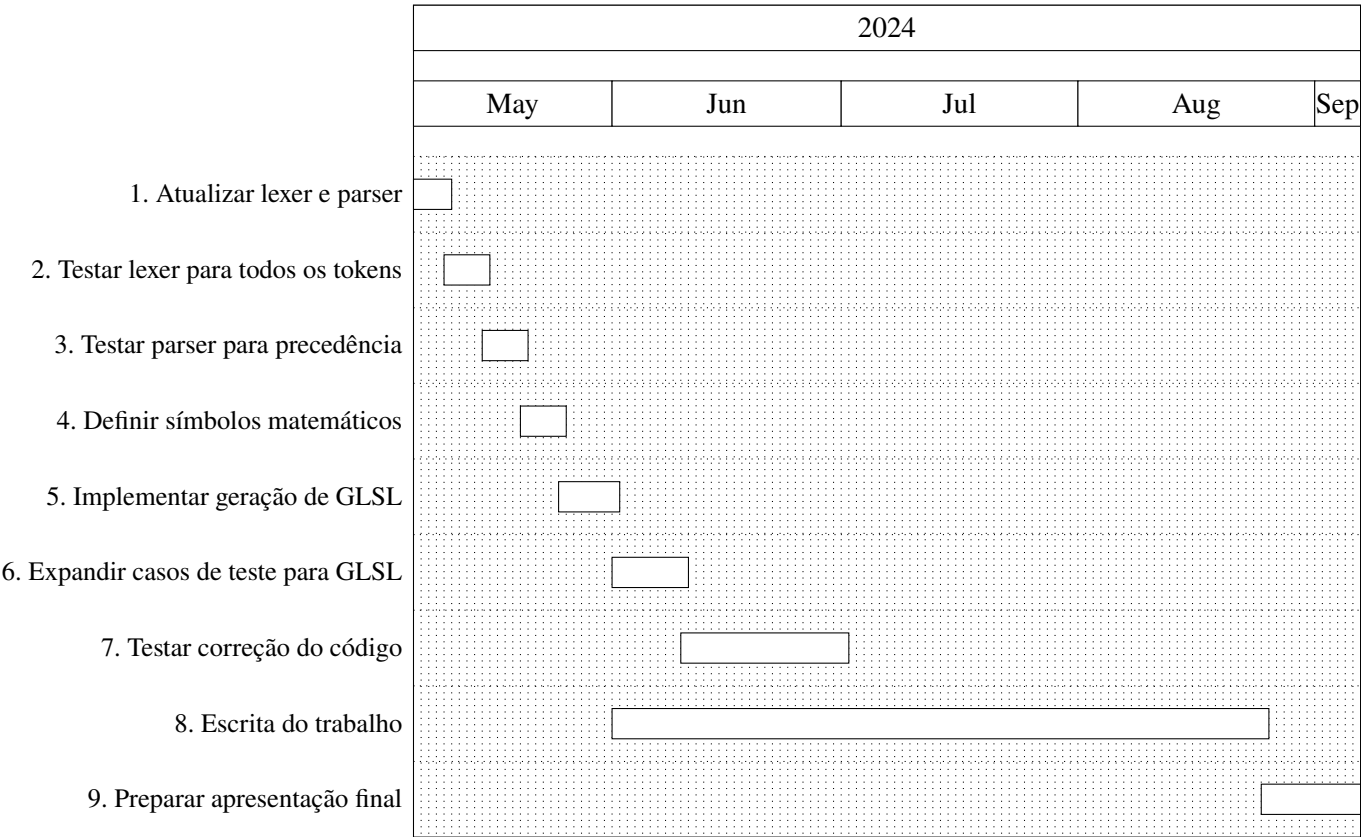 2024
May Jun Jul Aug Sep
1. Atualizar lexer e parser
2. Testar lexer para todos os tokens
3. Testar parser para precedência
4. Definir símbolos matemáticos
5. Implementar geração de GLSL
6. Expandir casos de teste para GLSL
7. Testar correção do código
8. Escrita do trabalho
9. Preparar apresentação final